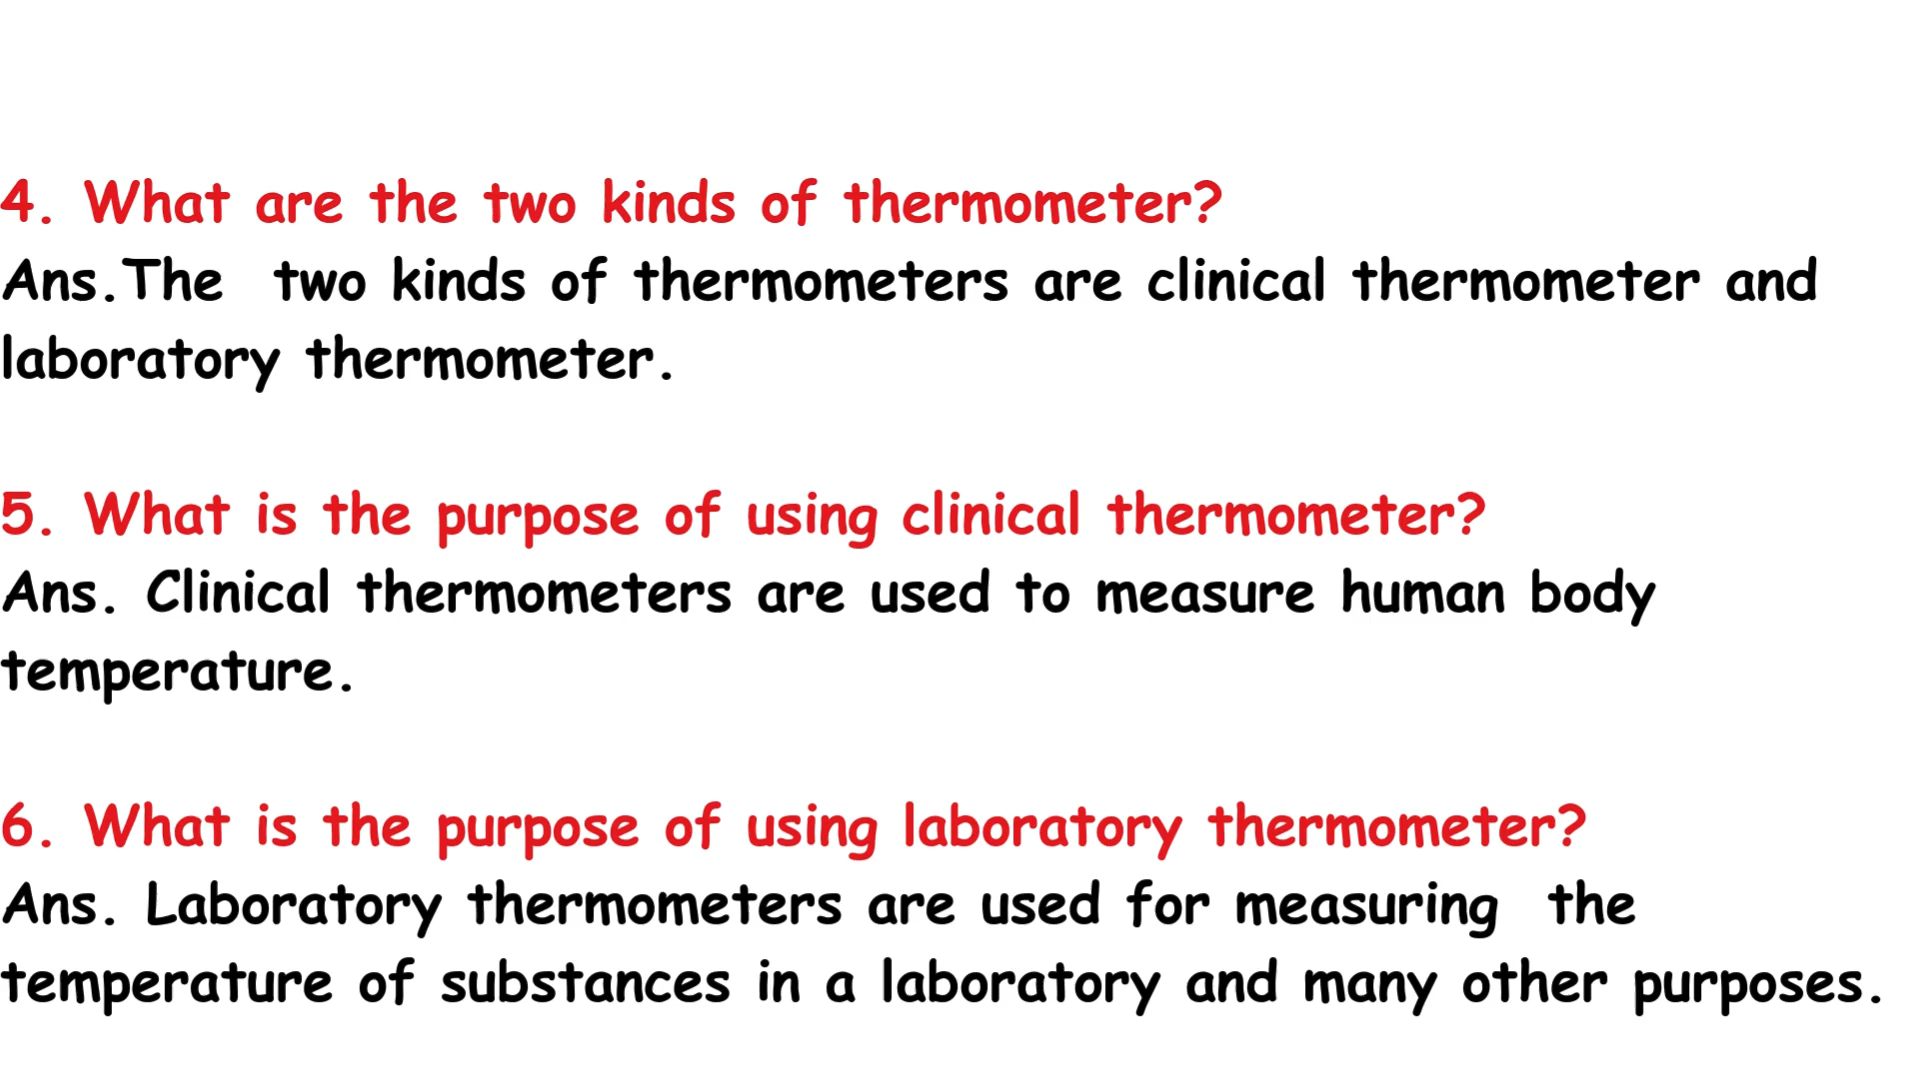 4. What are the two kinds of thermometer?
Ans.The  two kinds of thermometers are clinical thermometer and
laboratory thermometer.
5. What is the purpose of using clinical thermometer?
Ans. Clinical thermometers are used to measure human body
temperature.
6. What is the purpose of using laboratory thermometer?
Ans. Laboratory thermometers are used for measuring  the
temperature of substances in a laboratory and many other purposes.